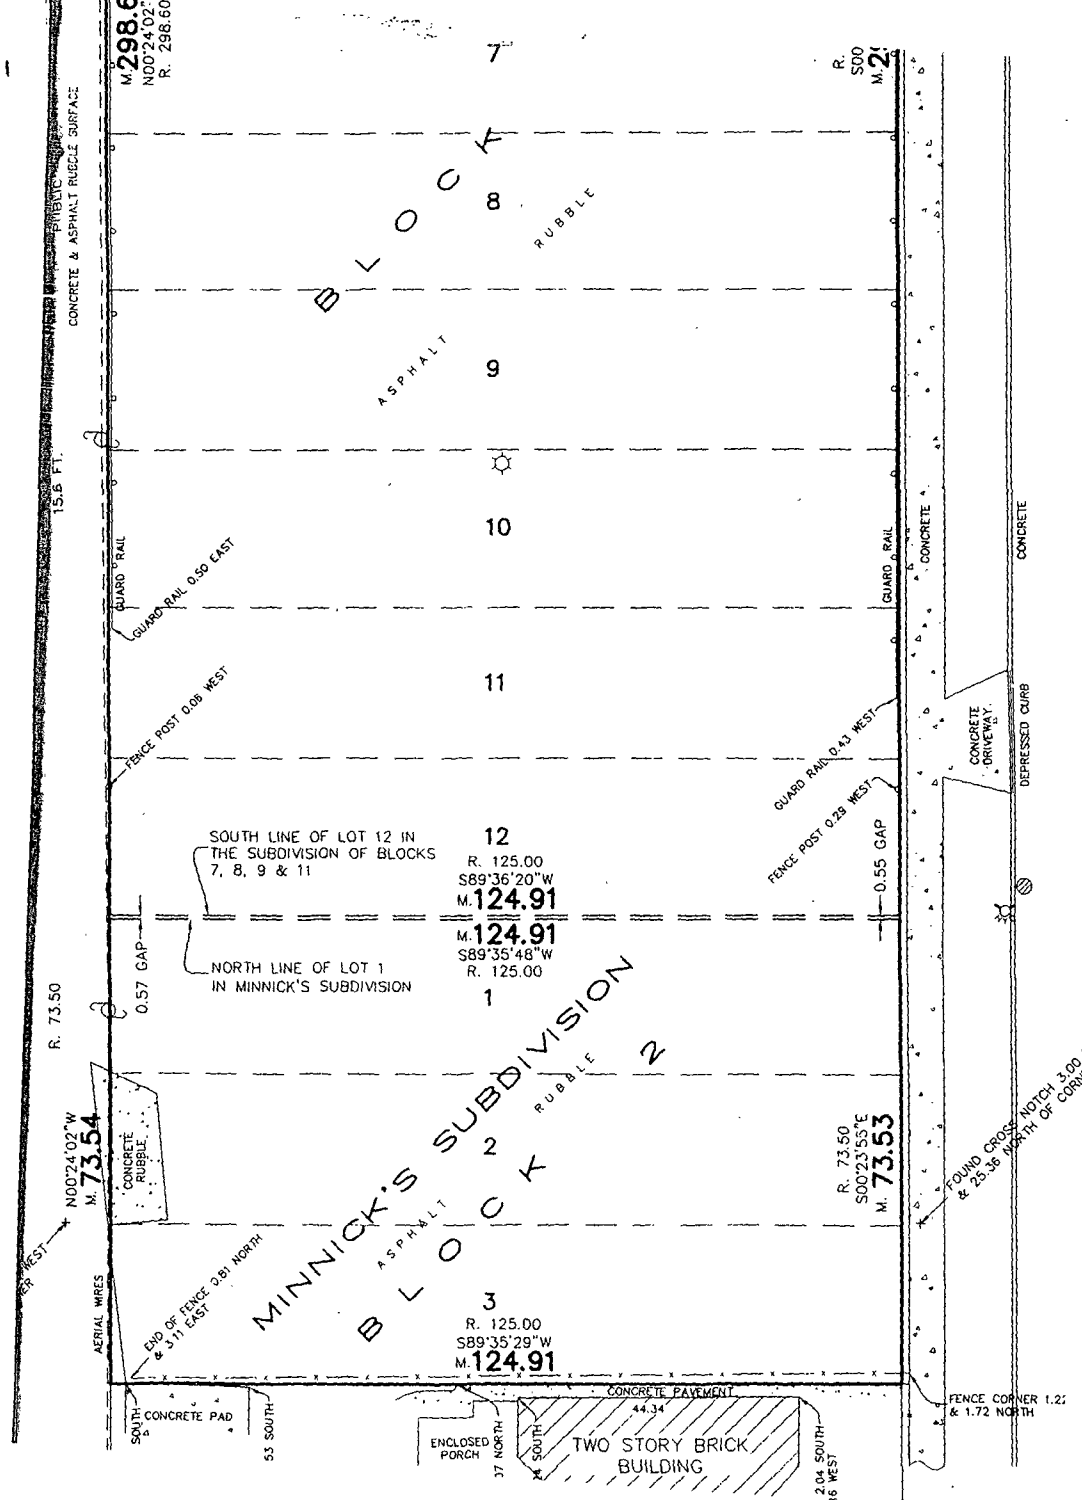 M. 298.6
N00°24'02"
R. 298.60
7
R.
S00
M. 2
PUBLIC
CONCRETE & ASPHALT RUBBLE SURFACE
BLOCK
8
RUBBLE
9
ASPHALT
15.6 FT.
10
GUARD RAIL
GUARD RAIL 0.50 EAST
GUARD RAIL
CONCRETE
CONCRETE
11
FENCE POST 0.06 WEST
GUARD RAIL 0.43 WEST
FENCE POST 0.29 WEST
CONCRETE
DRIVEWAY
DEPRESSED CURB
SOUTH LINE OF LOT 12 IN
THE SUBDIVISION OF BLOCKS
7, 8, 9 & 11
12
R. 125.00
S89°36'20"W
M. 124.91
0.55 GAP
M. 124.91
S89°35'48"W
R. 125.00
0.57 GAP
NORTH LINE OF LOT 1
IN MINNICK'S SUBDIVISION
1
R. 73.50
N00°24'02"W
M. 73.54
CONCRETE
RUBBLE
MINNICK'S SUBDIVISION
RUBBLE
2
2
BLOCK
ASPHALT
R. 73.50
S00°23'55"E
M. 73.53
FOUND CROSS NOTCH 3.00
& 25.36 NORTH OF CORN
WEST
NER
AERIAL WIRES
END OF FENCE 0.81 NORTH
& 3.11 EAST
3
R. 125.00
S89°35'29"W
M. 124.91
CONCRETE PAVEMENT
44.34
FENCE CORNER 1.22
& 1.72 NORTH
SOUTH
CONCRETE PAD
53 SOUTH
ENCLOSED
PORCH
37 NORTH
SOUTH
TWO STORY BRICK
BUILDING
2.04 SOUTH
WEST